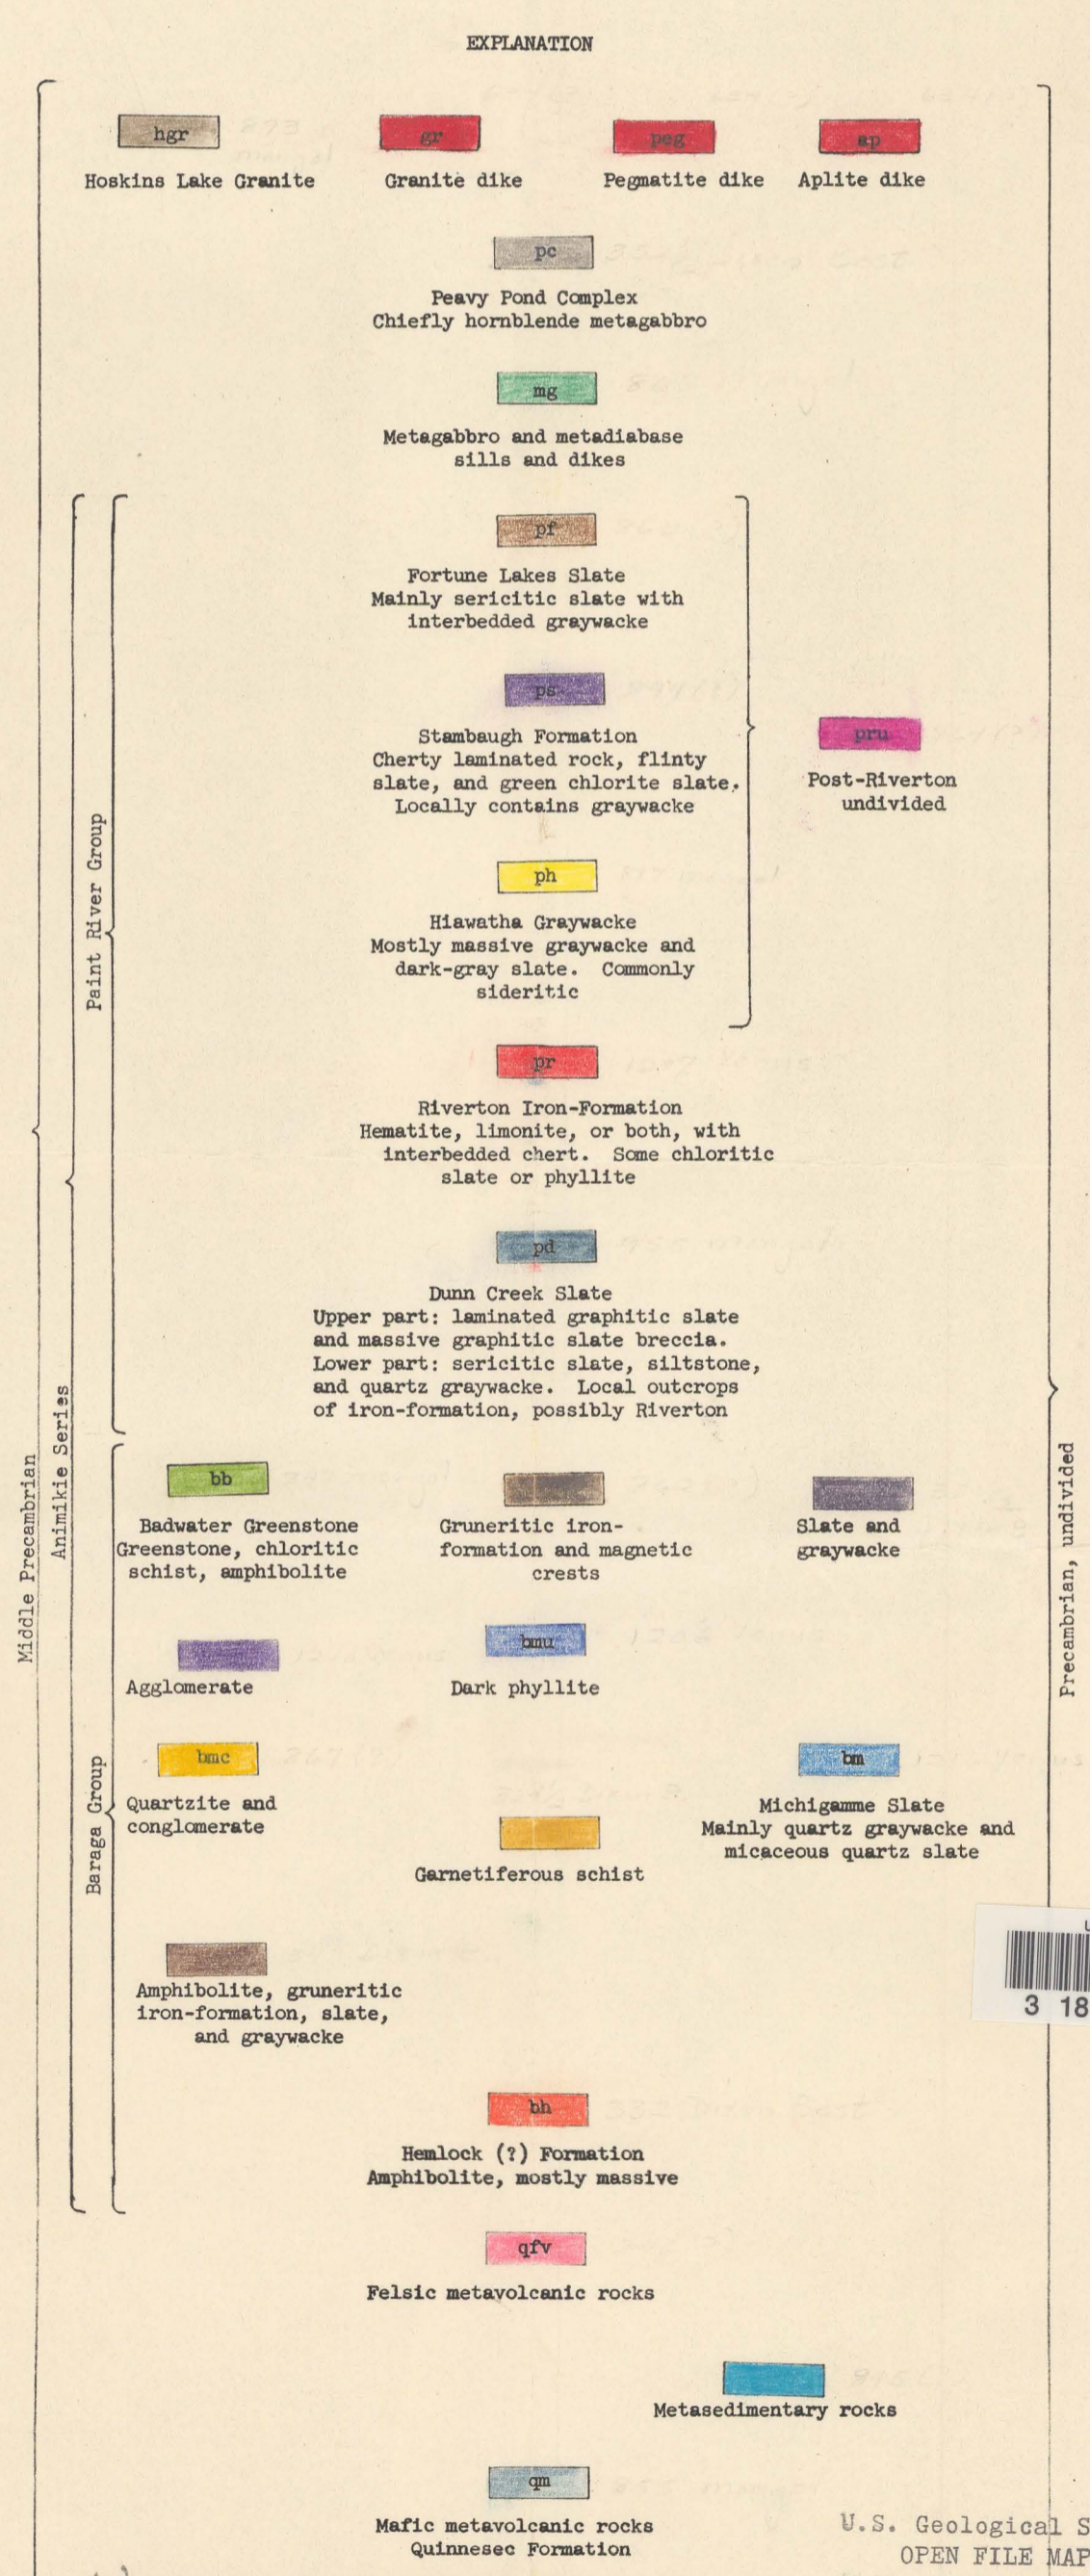 EXPLANATION
hgr
gr
peg
ap
Hoskins Lake Granite
Granite dike
Pegmatite dike
Aplite dike
pc
Peavy Pond Complex
Chiefly hornblende metagabbro
mg
Metagabbro and metadiabase
sills and dikes
pf
Fortune Lakes Slate
Mainly sericitic slate with
interbedded graywacke
ps
Stambaugh Formation
Cherty laminated rock, flinty
slate, and green chlorite slate.
Locally contains graywacke
pru
Post-Riverton
undivided
ph
Hiawatha Graywacke
Mostly massive graywacke and
dark-gray slate. Commonly
sideritic
Paint River Group
pr
Riverton Iron-Formation
Hematite, limonite, or both, with
interbedded chert. Some chloritic
slate or phyllite
pd
Dunn Creek Slate
Upper part: laminated graphitic slate
and massive graphitic slate breccia.
Lower part: sericitic slate, siltstone,
and quartz graywacke. Local outcrops
of iron-formation, possibly Riverton
Middle Precambrian
Animikie Series
Precambrian, undivided
bb
Badwater Greenstone
Greenstone, chloritic
schist, amphibolite
Gruneritic iron-
formation and magnetic
crests
Slate and
graywacke
Agglomerate
bmu
Dark phyllite
Baraga Group
bmc
Quartzite and
conglomerate
Garnetiferous schist
bm
Michigamme Slate
Mainly quartz graywacke and
micaceous quartz slate
Amphibolite, gruneritic
iron-formation, slate,
and graywacke
3 18
bh
Hemlock (?) Formation
Amphibolite, mostly massive
qfv
Felsic metavolcanic rocks
Metasedimentary rocks
qm
Mafic metavolcanic rocks
Quinnesec Formation
U.S. Geological S
OPEN FILE MAP